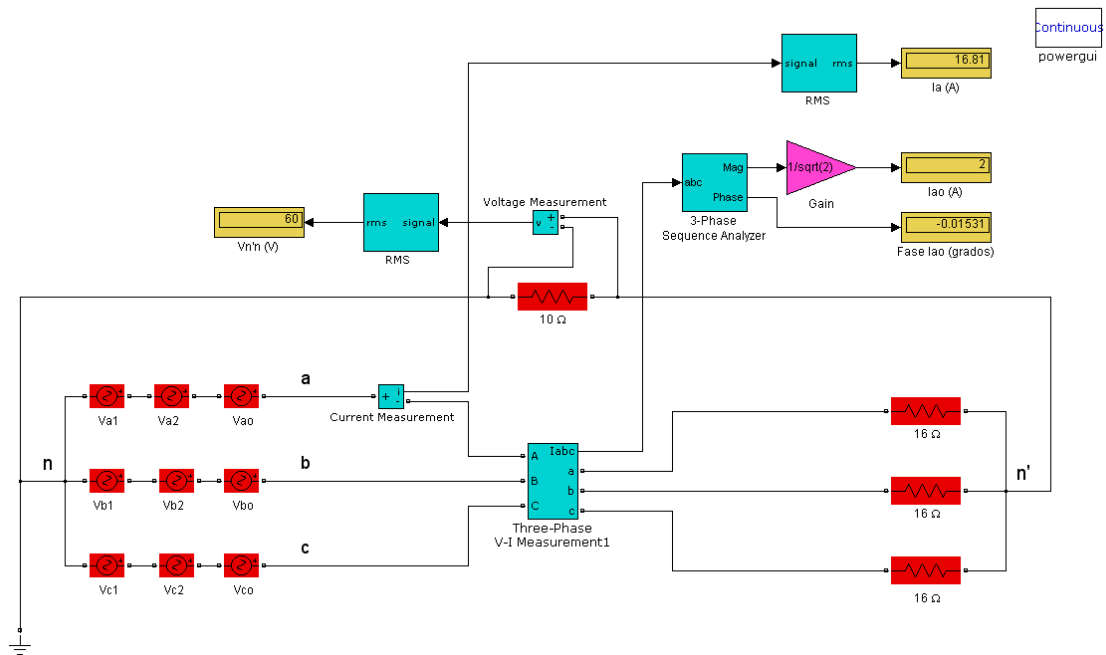 Continuous
powergui
signal rms
RMS
16.81
Ia (A)
abc
Mag
Phase
3-Phase
Sequence Analyzer
1/sqrt(2)
Gain
2
Iao (A)
-0.01531
Fase Iao (grados)
60
Vn'n (V)
rms signal
RMS
Voltage Measurement
v
+
-
10 Ω
a
Va1
Va2
Vao
+
i
-
Current Measurement
n
b
Vb1
Vb2
Vbo
c
Vc1
Vc2
Vco
A
B
C
Iabc
a
b
c
Three-Phase
V-I Measurement1
16 Ω
16 Ω
16 Ω
n'